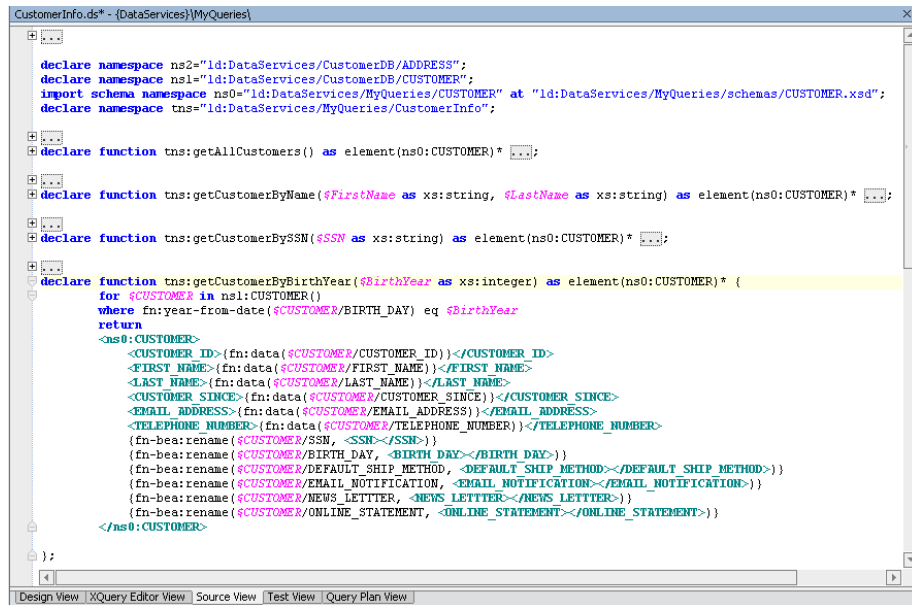 CustomerInfo.ds* - {DataServices}\MyQueries\
...
declare namespace ns2="ld:DataServices/CustomerDB/ADDRESS";
declare namespace ns1="ld:DataServices/CustomerDB/CUSTOMER";
import schema namespace ns0="ld:DataServices/MyQueries/CUSTOMER" at "ld:DataServices/MyQueries/schemas/CUSTOMER.xsd";
declare namespace tns="ld:DataServices/MyQueries/CustomerInfo";
...
declare function tns:getAllCustomers() as element(ns0:CUSTOMER)* ...;
...
declare function tns:getCustomerByName($FirstName as xs:string, $LastName as xs:string) as element(ns0:CUSTOMER)* ...;
...
declare function tns:getCustomerBySSN($SSN as xs:string) as element(ns0:CUSTOMER)* ...;
...
declare function tns:getCustomerByBirthYear($BirthYear as xs:integer) as element(ns0:CUSTOMER)* {
for $CUSTOMER in ns1:CUSTOMER()
where fn:year-from-date($CUSTOMER/BIRTH_DAY) eq $BirthYear
return
<ns0:CUSTOMER>
<CUSTOMER_ID>{fn:data($CUSTOMER/CUSTOMER_ID)}</CUSTOMER_ID>
<FIRST_NAME>{fn:data($CUSTOMER/FIRST_NAME)}</FIRST_NAME>
<LAST_NAME>{fn:data($CUSTOMER/LAST_NAME)}</LAST_NAME>
<CUSTOMER_SINCE>{fn:data($CUSTOMER/CUSTOMER_SINCE)}</CUSTOMER_SINCE>
<EMAIL_ADDRESS>{fn:data($CUSTOMER/EMAIL_ADDRESS)}</EMAIL_ADDRESS>
<TELEPHONE_NUMBER>{fn:data($CUSTOMER/TELEPHONE_NUMBER)}</TELEPHONE_NUMBER>
{fn-bea:rename($CUSTOMER/SSN, <SSN></SSN>)}
{fn-bea:rename($CUSTOMER/BIRTH_DAY, <BIRTH_DAY></BIRTH_DAY>)}
{fn-bea:rename($CUSTOMER/DEFAULT_SHIP_METHOD, <DEFAULT_SHIP_METHOD></DEFAULT_SHIP_METHOD>)}
{fn-bea:rename($CUSTOMER/EMAIL_NOTIFICATION, <EMAIL_NOTIFICATION></EMAIL_NOTIFICATION>)}
{fn-bea:rename($CUSTOMER/NEWS_LETTTER, <NEWS_LETTTER></NEWS_LETTTER>)}
{fn-bea:rename($CUSTOMER/ONLINE_STATEMENT, <ONLINE_STATEMENT></ONLINE_STATEMENT>)}
</ns0:CUSTOMER>
};
Design View XQuery Editor View Source View Test View Query Plan View